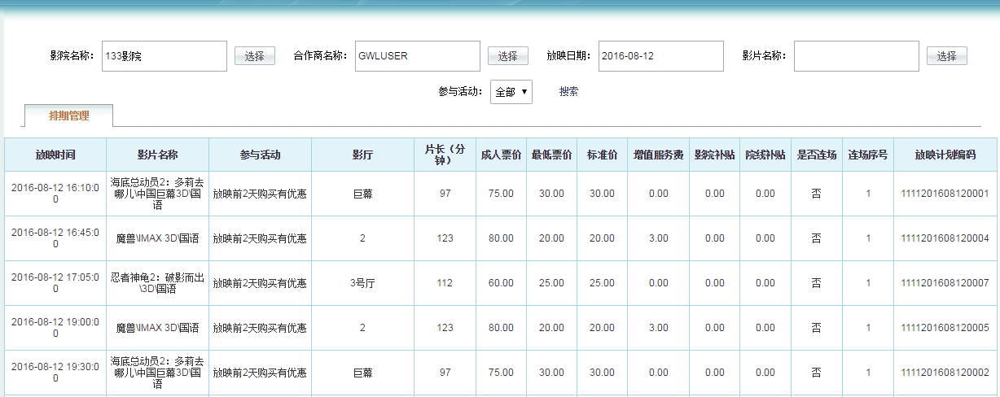 影院名称： 133影院 选择 合作商名称： GWLUSER 选择 放映日期： 2016-08-12 影片名称： 选择
参与活动： 全部 ▼ 搜索
排期管理
放映时间 影片名称 参与活动 影厅 片长（分钟） 成人票价 最低票价 标准价 增值服务费 影院补贴 院线补贴 是否连场 连场序号 放映计划编码
2016-08-12 16:10:00 海底总动员2：多莉去哪儿\中国巨幕3D\国语 放映前2天购买有优惠 巨幕 97 75.00 30.00 30.00 0.00 0.00 0.00 否 1 1111201608120001
2016-08-12 16:45:00 魔兽\IMAX 3D\国语 放映前2天购买有优惠 2 123 80.00 20.00 20.00 3.00 0.00 0.00 否 1 1111201608120004
2016-08-12 17:05:00 忍者神龟2：破影而出\3D\国语 放映前2天购买有优惠 3号厅 112 60.00 25.00 25.00 0.00 0.00 0.00 否 1 1111201608120007
2016-08-12 19:00:00 魔兽\IMAX 3D\国语 放映前2天购买有优惠 2 123 80.00 20.00 20.00 3.00 0.00 0.00 否 1 1111201608120005
2016-08-12 19:30:00 海底总动员2：多莉去哪儿\中国巨幕3D\国语 放映前2天购买有优惠 巨幕 97 75.00 30.00 30.00 0.00 0.00 0.00 否 1 1111201608120002